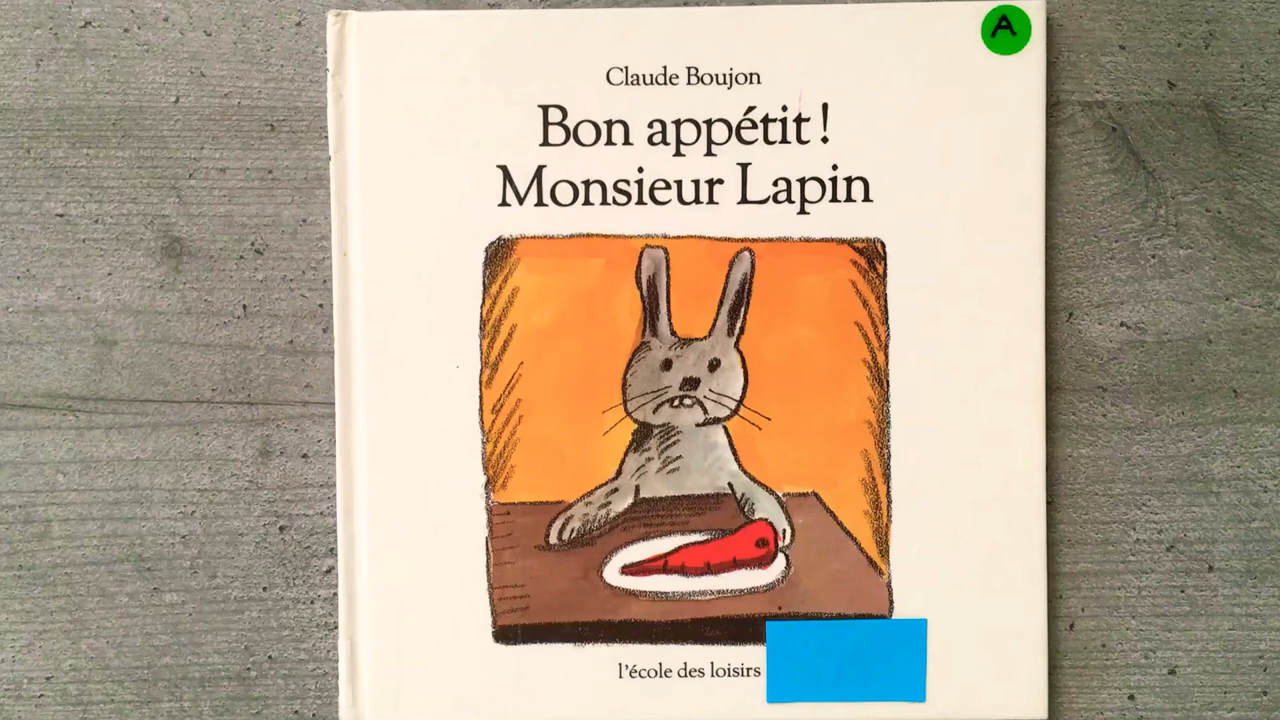 A
Claude Boujon
Bon appétit !
Monsieur Lapin
l'école des loisirs